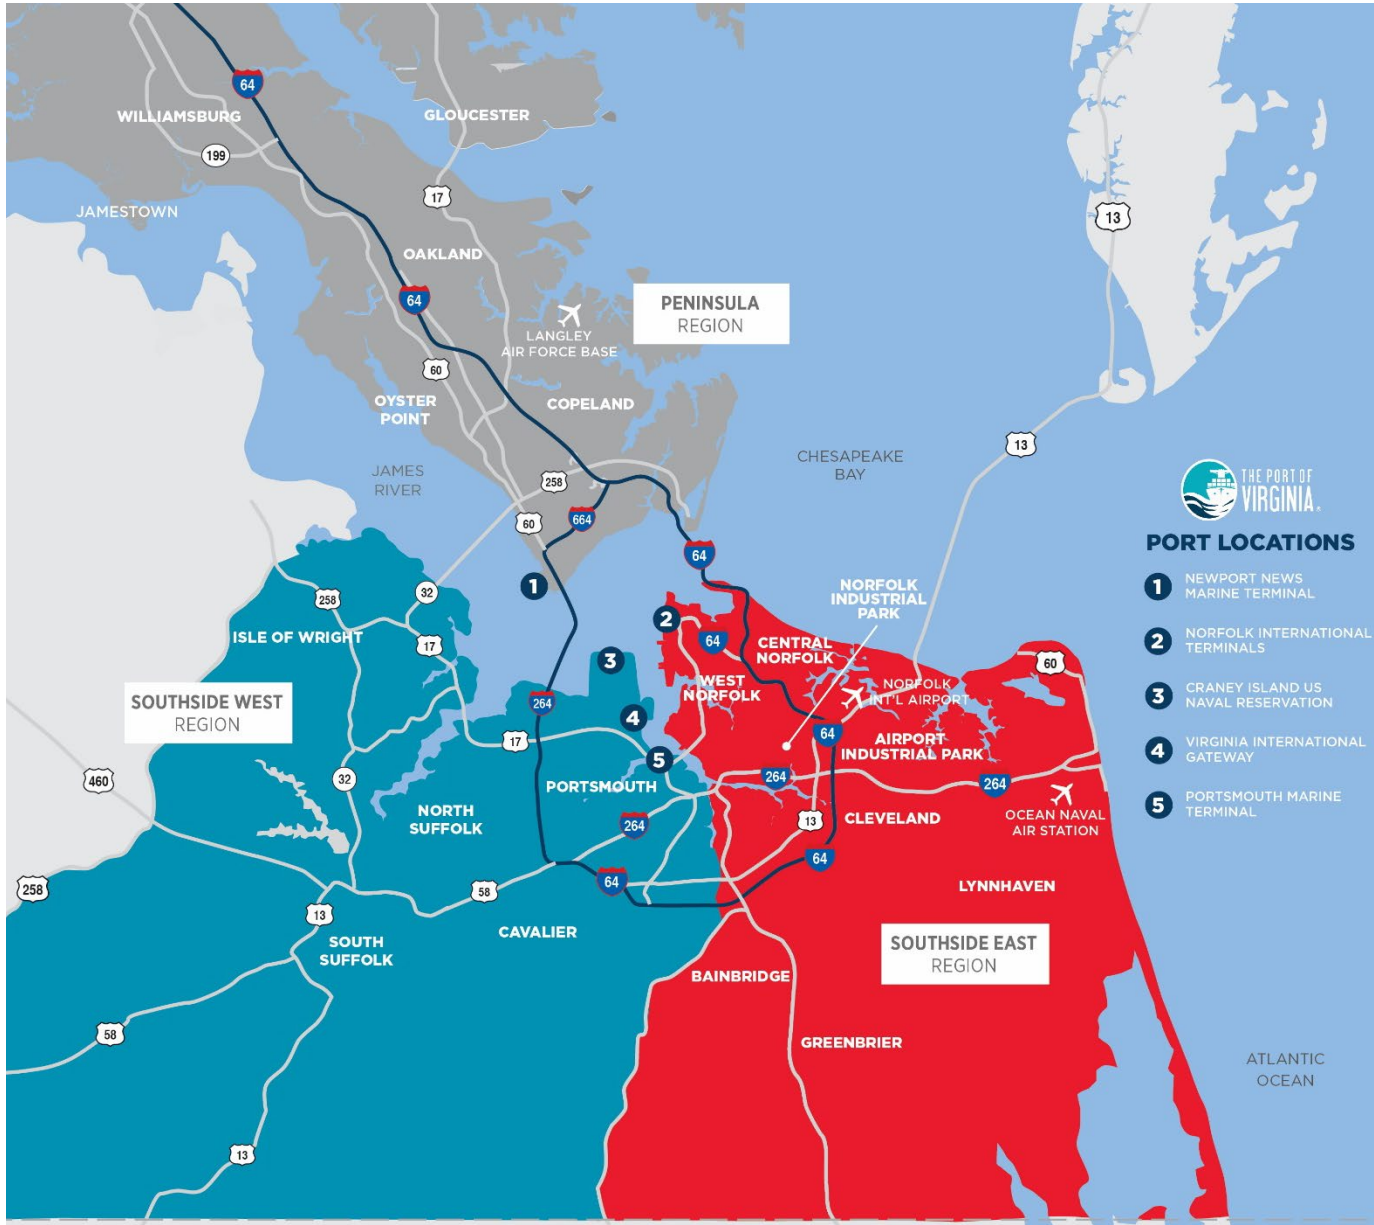 64
WILLIAMSBURG
GLOUCESTER
199
17
JAMESTOWN
13
OAKLAND
64
PENINSULA
REGION
LANGLEY
AIR FORCE BASE
60
OYSTER
POINT
COPELAND
13
CHESAPEAKE
BAY
JAMES
RIVER
258
60
664
64
THE PORT OF
VIRGINIA
PORT LOCATIONS
1 NEWPORT NEWS
MARINE TERMINAL
2 NORFOLK INTERNATIONAL
TERMINALS
3 CRANEY ISLAND US
NAVAL RESERVATION
4 VIRGINIA INTERNATIONAL
GATEWAY
5 PORTSMOUTH MARINE
TERMINAL
1
NORFOLK
INDUSTRIAL
PARK
258
32
2
ISLE OF WRIGHT
17
64
CENTRAL
NORFOLK
60
3
WEST
NORFOLK
NORFOLK
INT'L AIRPORT
SOUTHSIDE WEST
REGION
264
4
17
64
AIRPORT
INDUSTRIAL PARK
5
460
32
PORTSMOUTH
264
264
NORTH
SUFFOLK
264
13
CLEVELAND
OCEAN NAVAL
AIR STATION
64
258
58
64
LYNNHAVEN
13
CAVALIER
SOUTH
SUFFOLK
SOUTHSIDE EAST
REGION
BAINBRIDGE
58
GREENBRIER
ATLANTIC
OCEAN
13